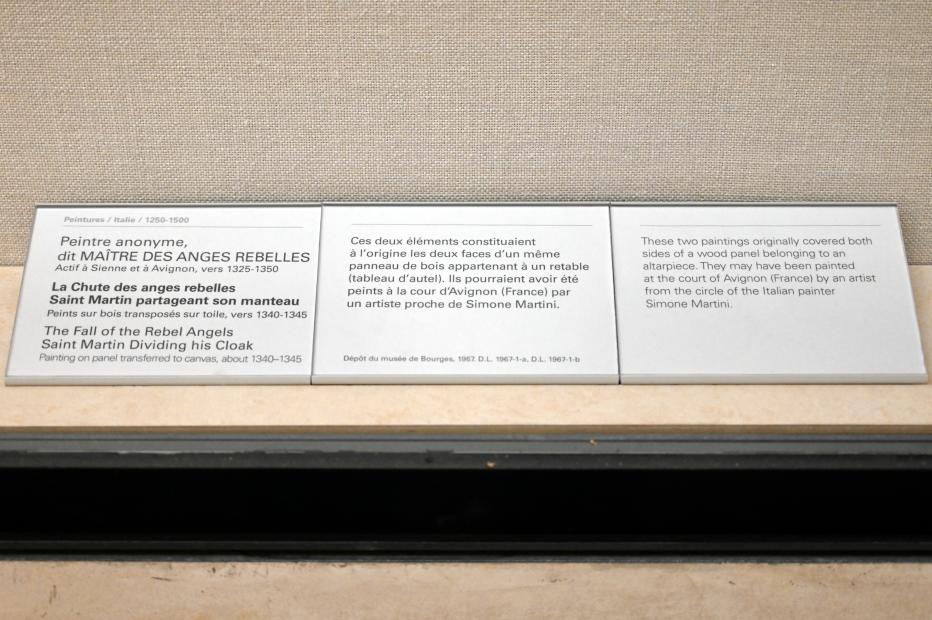 Peintures / Italie / 1250-1500
Peintre anonyme,
dit MAÎTRE DES ANGES REBELLES
Actif à Sienne et à Avignon, vers 1325-1350
La Chute des anges rebelles
Saint Martin partageant son manteau
Peints sur bois transposés sur toile, vers 1340-1345
The Fall of the Rebel Angels
Saint Martin Dividing his Cloak
Painting on panel transferred to canvas, about 1340–1345
Ces deux éléments constituaient
à l'origine les deux faces d'un même
panneau de bois appartenant à un retable
(tableau d'autel). Ils pourraient avoir été
peints à la cour d'Avignon (France) par
un artiste proche de Simone Martini.
Dépôt du musée de Bourges, 1967. D.L. 1967-1-a, D.L. 1967-1-b
These two paintings originally covered both
sides of a wood panel belonging to an
altarpiece. They may have been painted
at the court of Avignon (France) by an artist
from the circle of the Italian painter
Simone Martini.